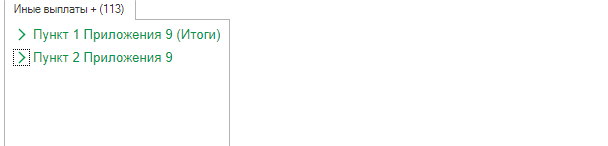 Иные выплаты + (113)
Пункт 1 Приложения 9 (Итоги)
Пункт 2 Приложения 9